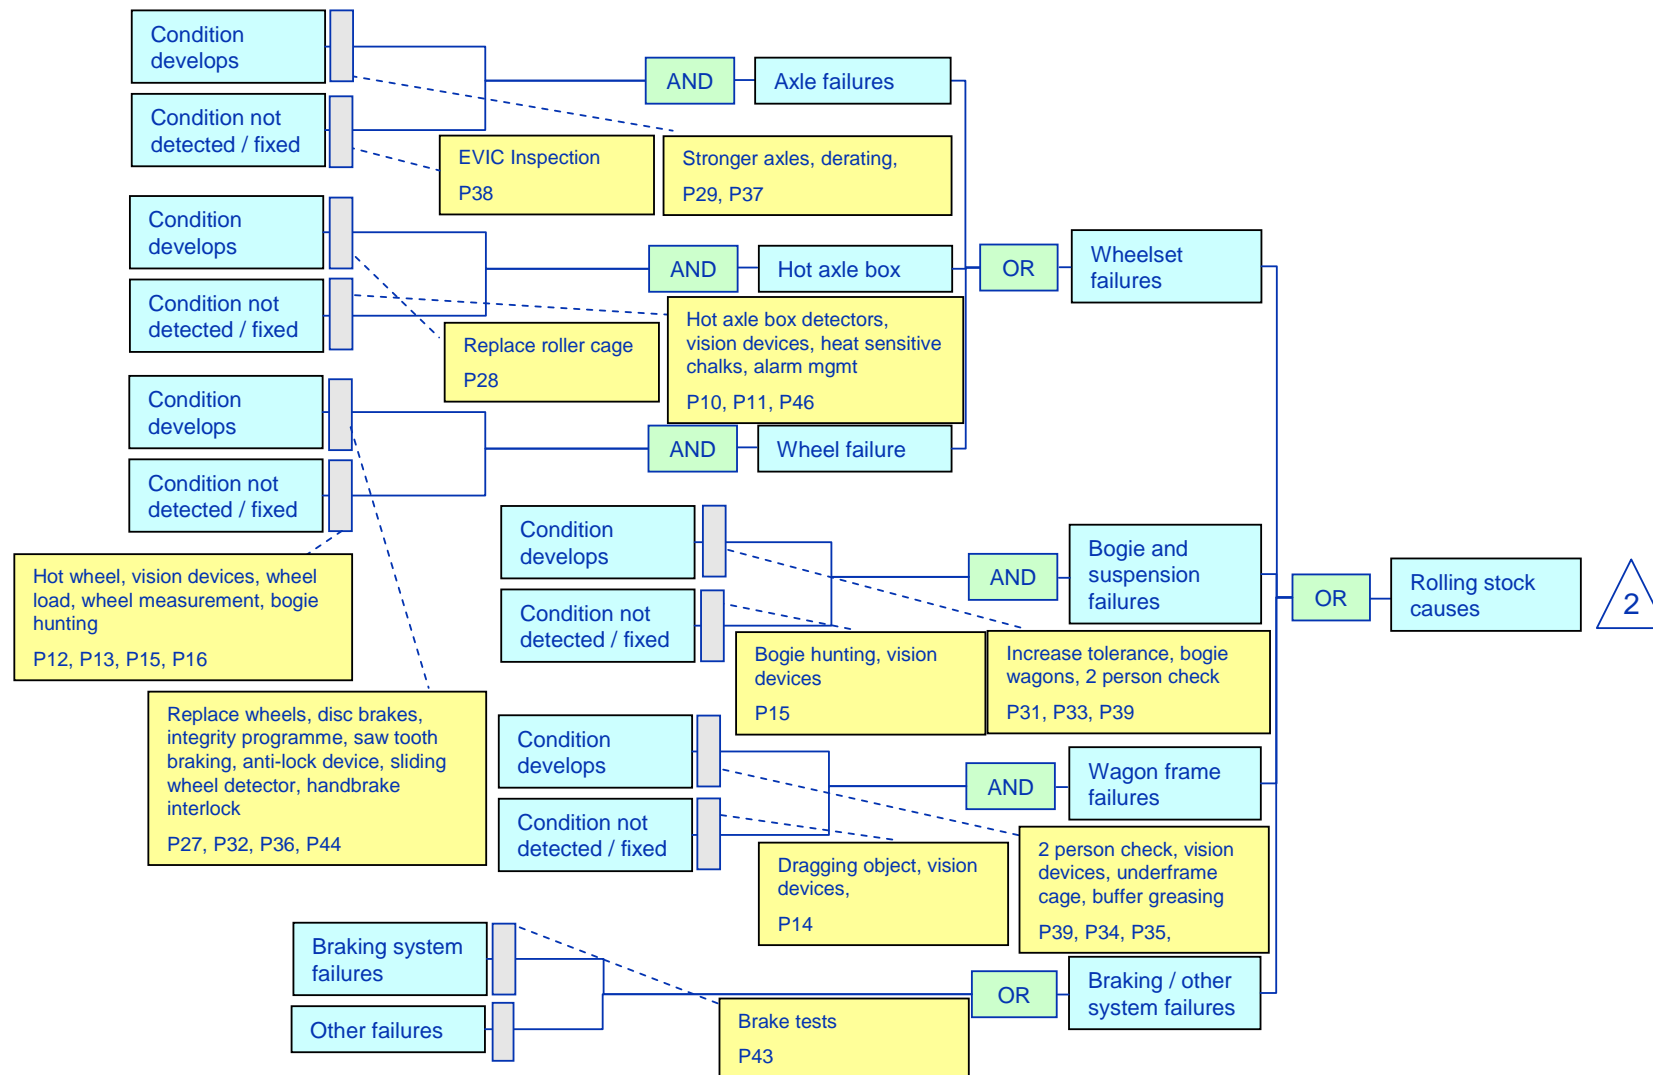 Condition
develops
AND
Axle failures
Condition not
detected / fixed
EVIC Inspection
P38
Stronger axles, derating,
P29, P37
Condition
develops
AND
Hot axle box
OR
Wheelset
failures
Condition not
detected / fixed
Replace roller cage
P28
Hot axle box detectors,
vision devices, heat sensitive
chalks, alarm mgmt
P10, P11, P46
Condition
develops
AND
Wheel failure
Condition not
detected / fixed
Hot wheel, vision devices, wheel
load, wheel measurement, bogie
hunting
P12, P13, P15, P16
Replace wheels, disc brakes,
integrity programme, saw tooth
braking, anti-lock device, sliding
wheel detector, handbrake
interlock
P27, P32, P36, P44
Condition
develops
AND
Bogie and
suspension
failures
OR
Rolling stock
causes
2
Condition not
detected / fixed
Bogie hunting, vision
devices
P15
Increase tolerance, bogie
wagons, 2 person check
P31, P33, P39
Condition
develops
AND
Wagon frame
failures
Condition not
detected / fixed
Dragging object, vision
devices,
P14
2 person check, vision
devices, underframe
cage, buffer greasing
P39, P34, P35,
Braking system
failures
OR
Braking / other
system failures
Other failures
Brake tests
P43